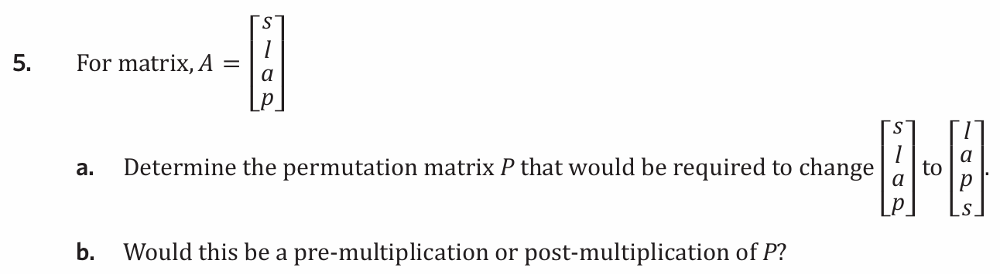 5. For matrix, A = [s l a p]
a. Determine the permutation matrix P that would be required to change [s l a p] to [l a p s].
b. Would this be a pre-multiplication or post-multiplication of P?